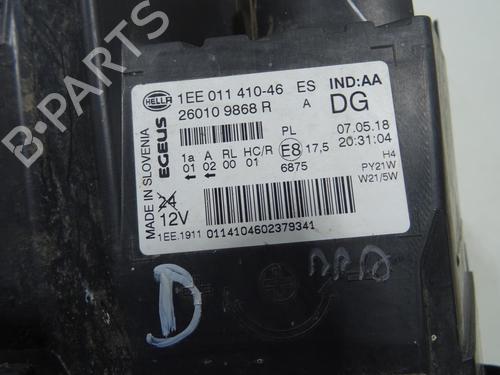 HELLA
1EE 011 410-46 ES IND:AA
26010 9868 R A DG
MADE IN SLOVENIA
EGEUS
PL 07.05.18
1a A RL HC/R E8 17,5 20:31:04
01 02 00 01 6875 H4
PY21W
W21/5W
24
12V
1EE.1911 0114104602379341
D
B-PARTS